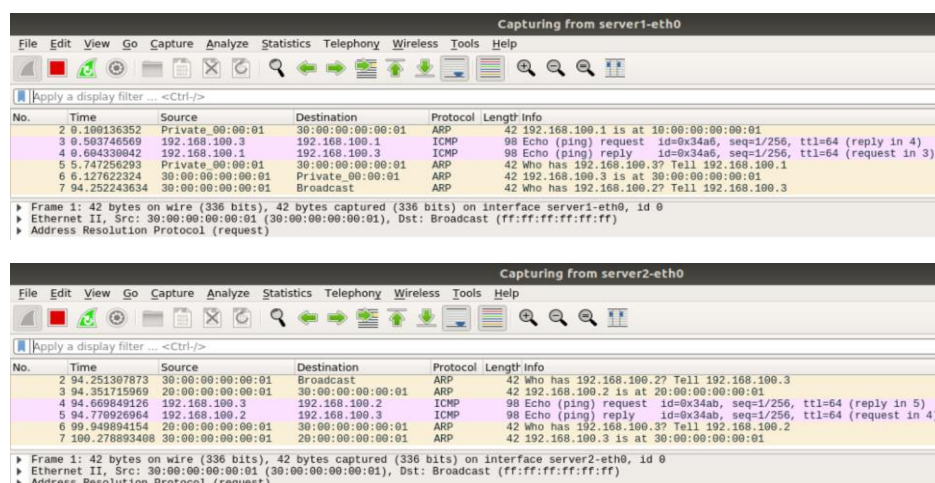 Capturing from server1-eth0
File Edit View Go Capture Analyze Statistics Telephony Wireless Tools Help
Apply a display filter ... <Ctrl-/>
No. Time Source Destination Protocol Length Info
2 0.100136352 Private_00:00:01 30:00:00:00:00:01 ARP 42 192.168.100.1 is at 10:00:00:00:00:01
3 0.503746569 192.168.100.3 192.168.100.1 ICMP 98 Echo (ping) request id=0x34a6, seq=1/256, ttl=64 (reply in 4)
4 0.604330042 192.168.100.1 192.168.100.3 ICMP 98 Echo (ping) reply id=0x34a6, seq=1/256, ttl=64 (request in 3)
5 5.747256293 Private_00:00:01 30:00:00:00:00:01 ARP 42 Who has 192.168.100.3? Tell 192.168.100.1
6 6.127622324 30:00:00:00:00:01 Private_00:00:01 ARP 42 192.168.100.3 is at 30:00:00:00:00:01
7 94.252243634 30:00:00:00:00:01 Broadcast ARP 42 Who has 192.168.100.2? Tell 192.168.100.3
Frame 1: 42 bytes on wire (336 bits), 42 bytes captured (336 bits) on interface server1-eth0, id 0
Ethernet II, Src: 30:00:00:00:00:01 (30:00:00:00:00:01), Dst: Broadcast (ff:ff:ff:ff:ff:ff)
Address Resolution Protocol (request)
Capturing from server2-eth0
File Edit View Go Capture Analyze Statistics Telephony Wireless Tools Help
Apply a display filter ... <Ctrl-/>
No. Time Source Destination Protocol Length Info
2 94.251307873 30:00:00:00:00:01 Broadcast ARP 42 Who has 192.168.100.2? Tell 192.168.100.3
3 94.351715969 20:00:00:00:00:01 30:00:00:00:00:01 ARP 42 192.168.100.2 is at 20:00:00:00:00:01
4 94.669849126 192.168.100.3 192.168.100.2 ICMP 98 Echo (ping) request id=0x34ab, seq=1/256, ttl=64 (reply in 5)
5 94.770926964 192.168.100.2 192.168.100.3 ICMP 98 Echo (ping) reply id=0x34ab, seq=1/256, ttl=64 (request in 4
6 99.949894154 20:00:00:00:00:01 30:00:00:00:00:01 ARP 42 Who has 192.168.100.3? Tell 192.168.100.2
7 100.278893408 30:00:00:00:00:01 20:00:00:00:00:01 ARP 42 192.168.100.3 is at 30:00:00:00:00:01
Frame 1: 42 bytes on wire (336 bits), 42 bytes captured (336 bits) on interface server2-eth0, id 0
Ethernet II, Src: 30:00:00:00:00:01 (30:00:00:00:00:01), Dst: Broadcast (ff:ff:ff:ff:ff:ff)
Address Resolution Protocol (request)